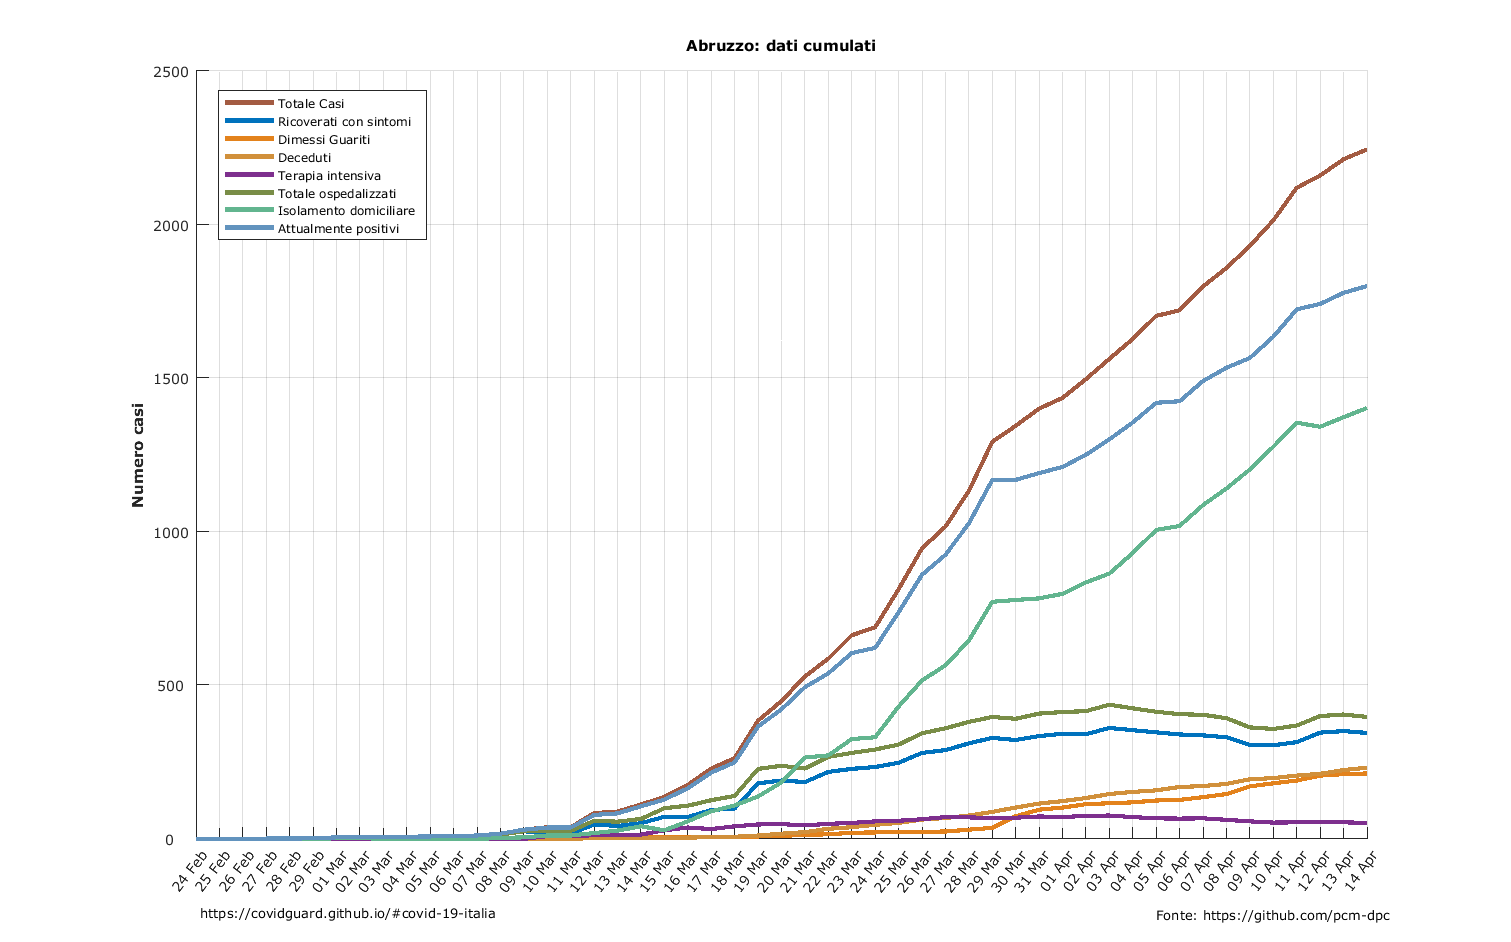 Abruzzo: dati cumulati
2500
2000
1500
1000
500
0
Numero casi
Totale Casi
Ricoverati con sintomi
Dimessi Guariti
Deceduti
Terapia intensiva
Totale ospedalizzati
Isolamento domiciliare
Attualmente positivi
24 Feb
25 Feb
26 Feb
27 Feb
28 Feb
29 Feb
01 Mar
02 Mar
03 Mar
04 Mar
05 Mar
06 Mar
07 Mar
08 Mar
09 Mar
10 Mar
11 Mar
12 Mar
13 Mar
14 Mar
15 Mar
16 Mar
17 Mar
18 Mar
19 Mar
20 Mar
21 Mar
22 Mar
23 Mar
24 Mar
25 Mar
26 Mar
27 Mar
28 Mar
29 Mar
30 Mar
31 Mar
01 Apr
02 Apr
03 Apr
04 Apr
05 Apr
06 Apr
07 Apr
08 Apr
09 Apr
10 Apr
11 Apr
12 Apr
13 Apr
14 Apr
https://covidguard.github.io/#covid-19-italia
Fonte: https://github.com/pcm-dpc